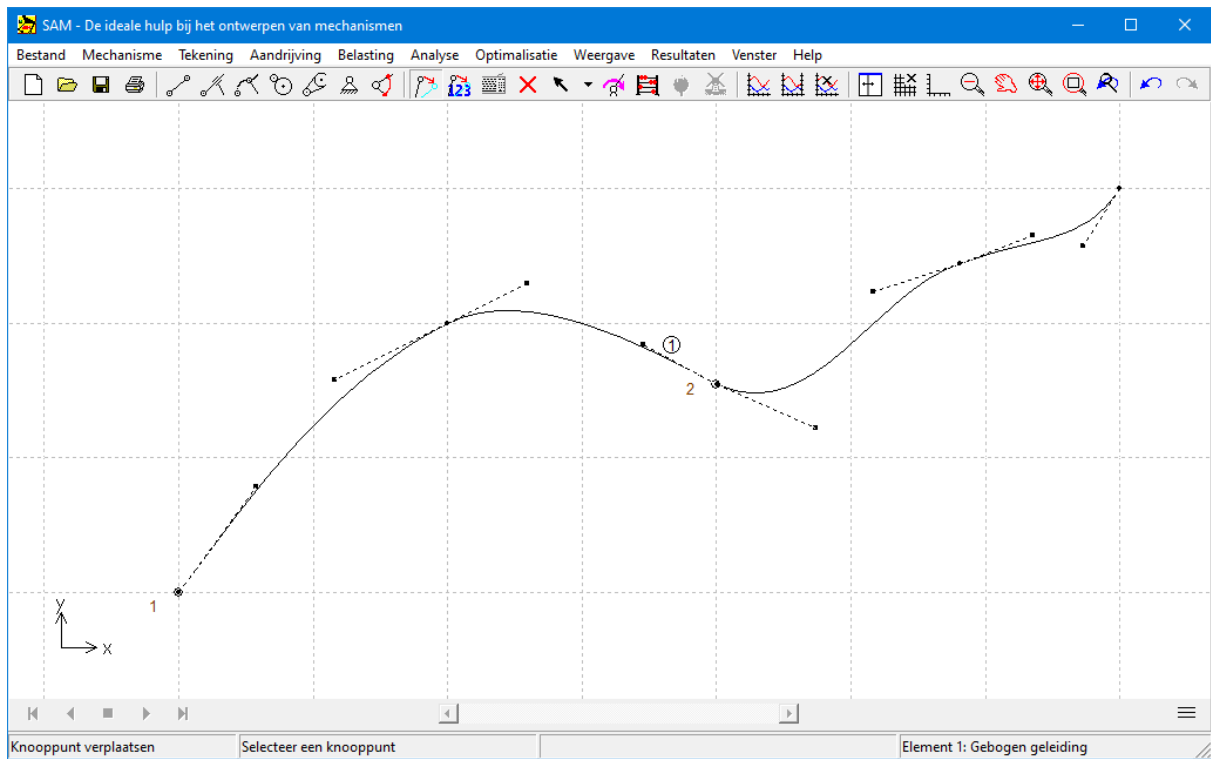 SAM - De ideale hulp bij het ontwerpen van mechanismen
Bestand Mechanisme Tekening Aandrijving Belasting Analyse Optimalisatie Weergave Resultaten Venster Help
123
1
2
y
1
x
Knooppunt verplaatsen Selecteer een knooppunt Element 1: Gebogen geleiding